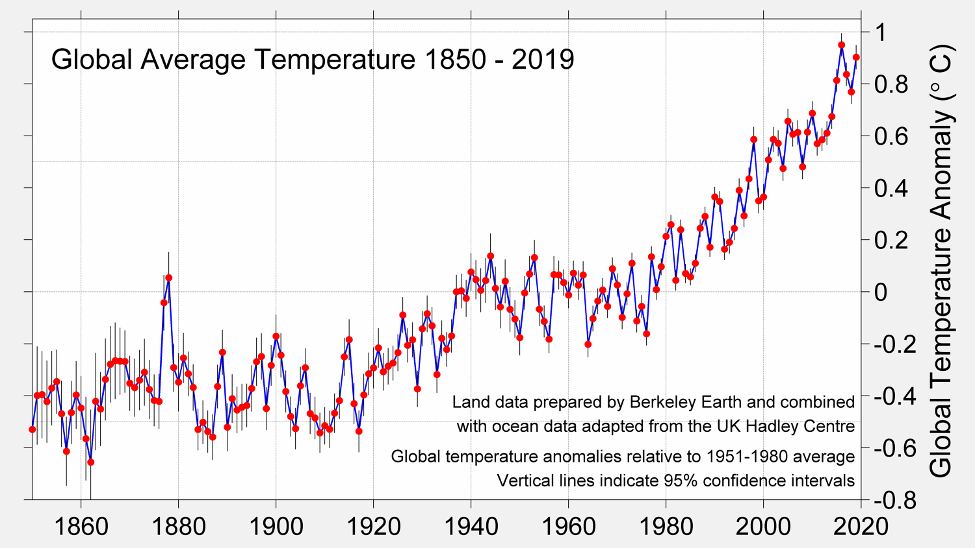 Global Average Temperature 1850 - 2019
1
0.8
0.6
0.4
0.2
0
-0.2
-0.4
-0.6
-0.8
Global Temperature Anomaly (° C)
Land data prepared by Berkeley Earth and combined
with ocean data adapted from the UK Hadley Centre
Global temperature anomalies relative to 1951-1980 average
Vertical lines indicate 95% confidence intervals
1860 1880 1900 1920 1940 1960 1980 2000 2020